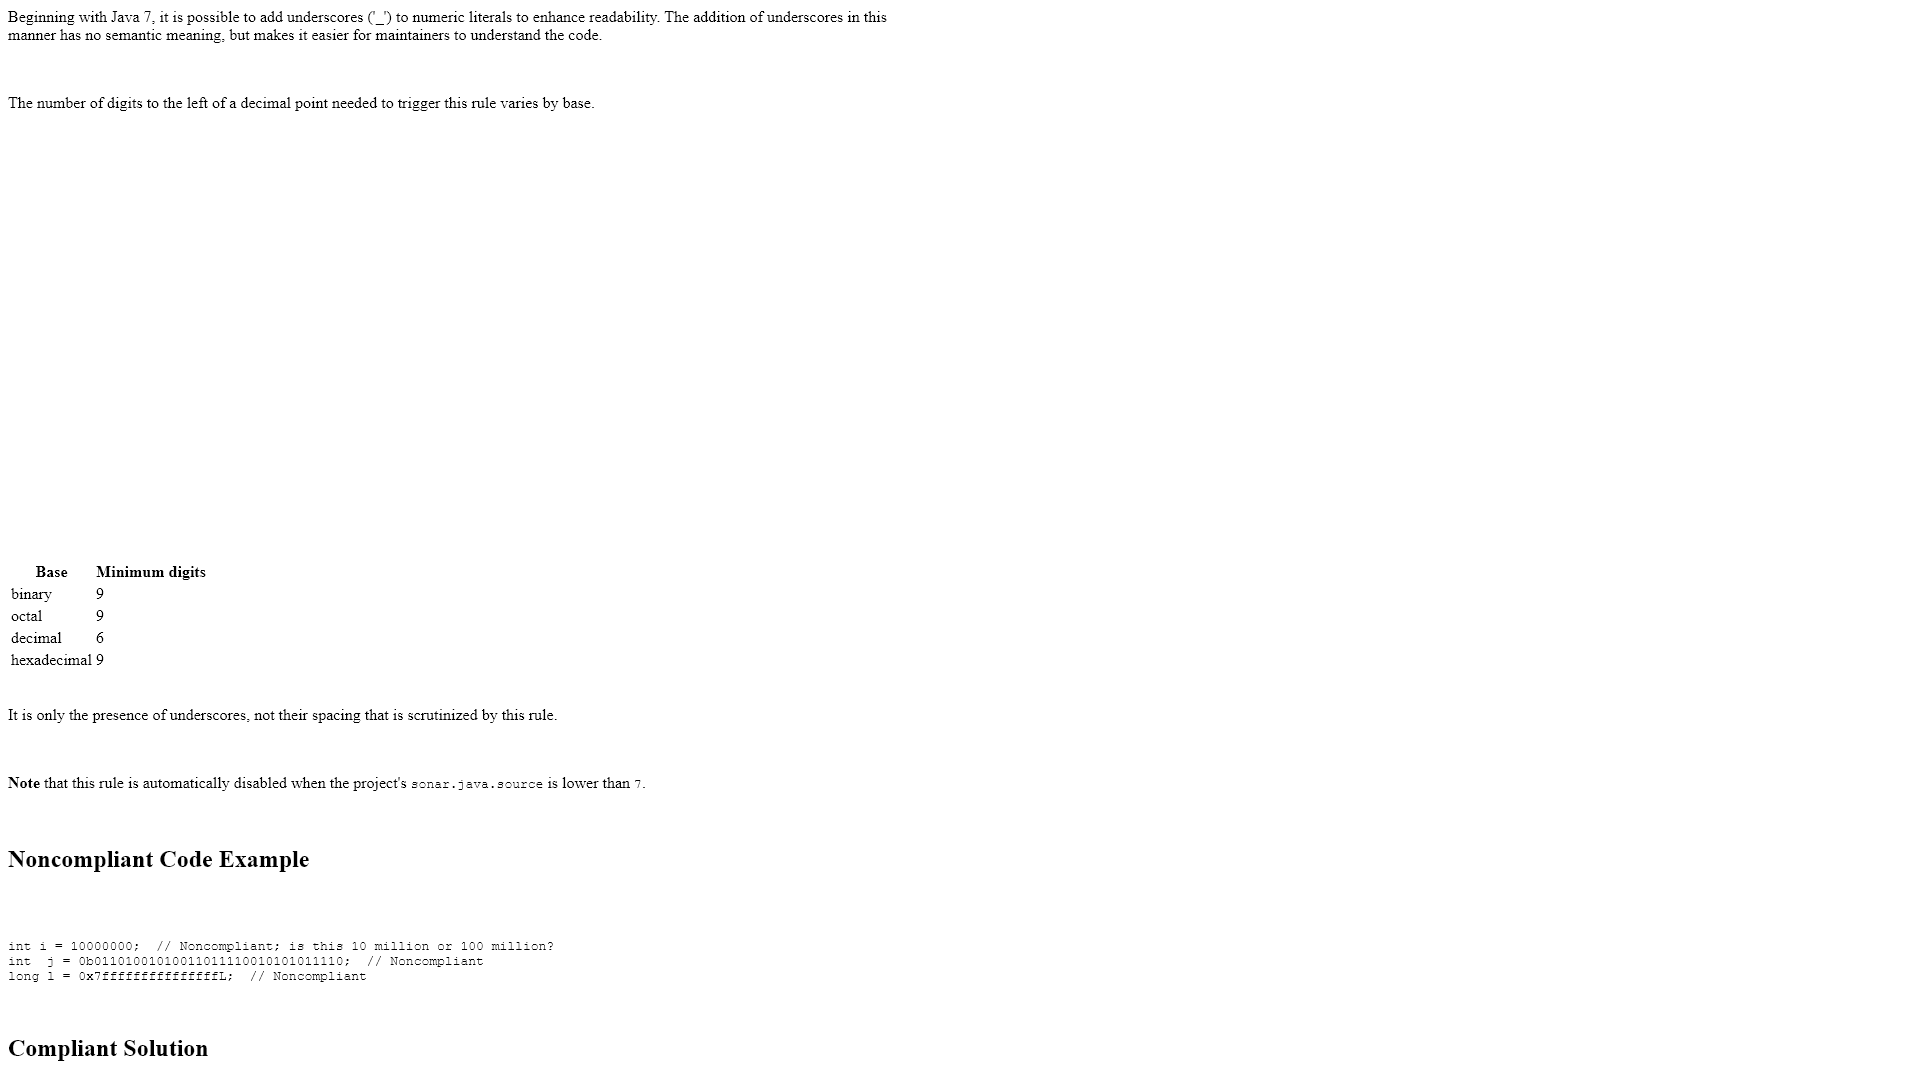 Beginning with Java 7, it is possible to add underscores ('_') to numeric literals to enhance readability. The addition of underscores in this
manner has no semantic meaning, but makes it easier for maintainers to understand the code.
The number of digits to the left of a decimal point needed to trigger this rule varies by base.
Base Minimum digits
binary 9
octal 9
decimal 6
hexadecimal 9
It is only the presence of underscores, not their spacing that is scrutinized by this rule.
Note that this rule is automatically disabled when the project's sonar.java.source is lower than 7.
Noncompliant Code Example
int i = 10000000;  // Noncompliant; is this 10 million or 100 million?
int  j = 0b01101001010011011110010101011110;  // Noncompliant
long l = 0x7fffffffffffffffL;  // Noncompliant
Compliant Solution